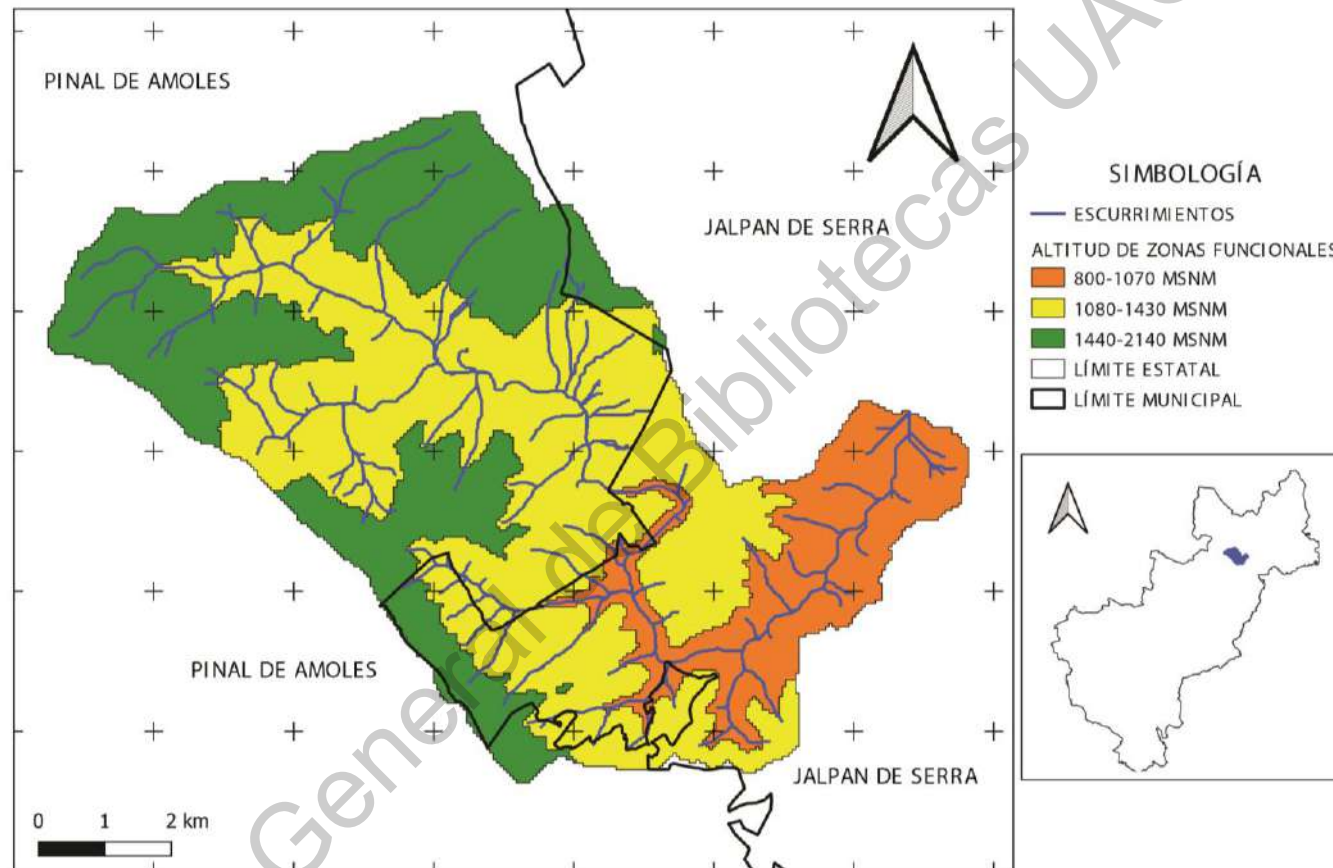 PINAL DE AMOLES
JALPAN DE SERRA
PINAL DE AMOLES
JALPAN DE SERRA
0 1 2 km
SIMBOLOGÍA
ESCURRIMIENTOS
ALTITUD DE ZONAS FUNCIONALES
800-1070 MSNM
1080-1430 MSNM
1440-2140 MSNM
LÍMITE ESTATAL
LÍMITE MUNICIPAL
General de Bibliotecas UAQ